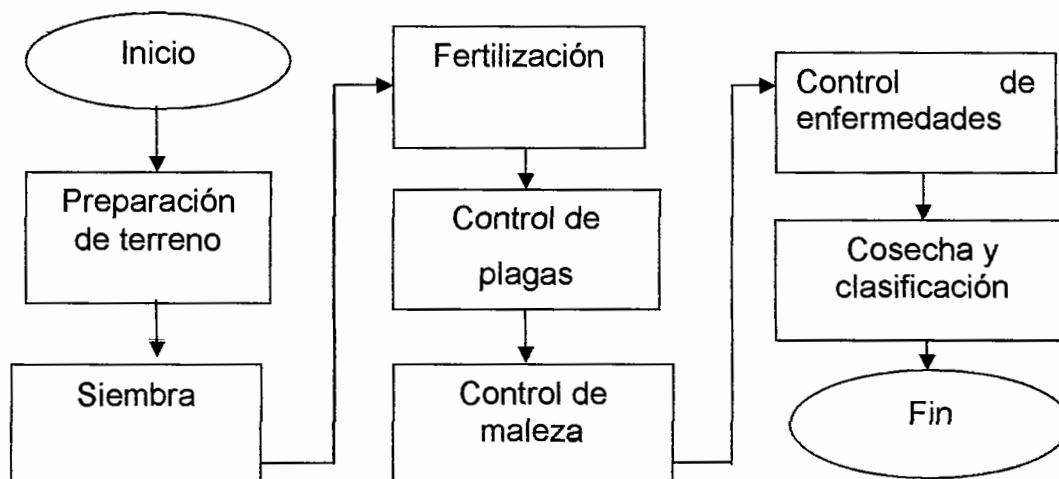 Inicio
Preparación
de terreno
Siembra
Fertilización
Control de
plagas
Control de
maleza
Control de
enfermedades
Cosecha y
clasificación
Fin